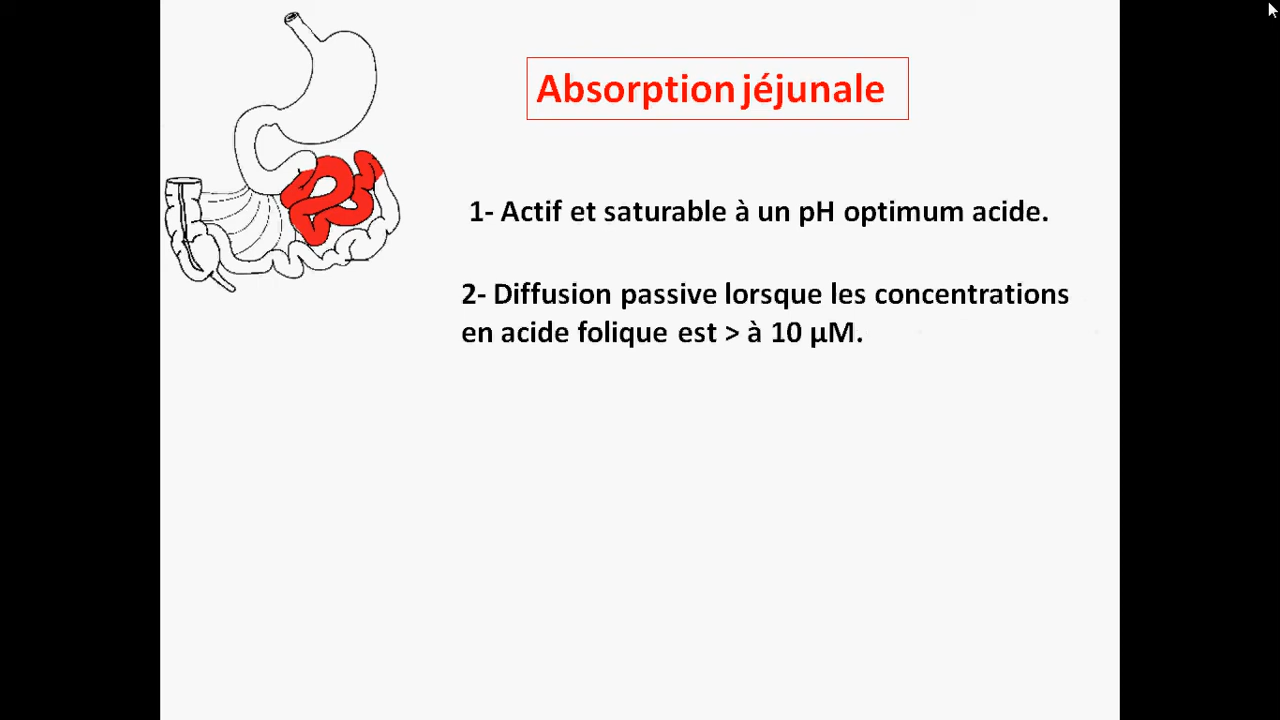 Absorption jéjunale
1- Actif et saturable à un pH optimum acide.
2- Diffusion passive lorsque les concentrations
en acide folique est > à 10 µM.